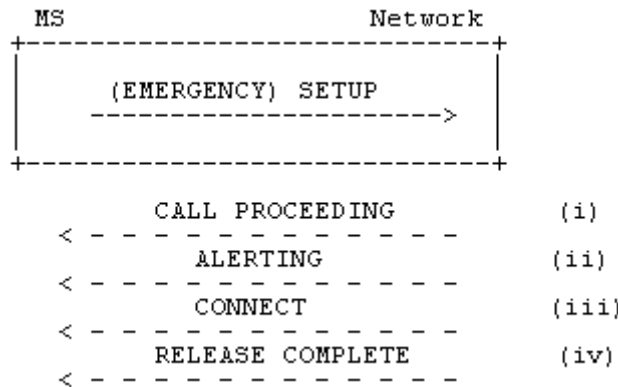 MS Network
(EMERGENCY) SETUP
CALL PROCEEDING (i)
ALERTING (ii)
CONNECT (iii)
RELEASE COMPLETE (iv)